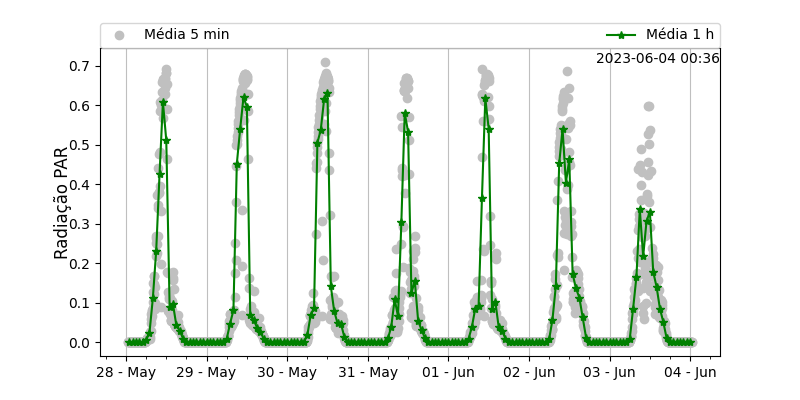 Média 5 min
Média 1 h
2023-06-04 00:36
Radiação PAR
0.7
0.6
0.5
0.4
0.3
0.2
0.1
0.0
28 - May
29 - May
30 - May
31 - May
01 - Jun
02 - Jun
03 - Jun
04 - Jun